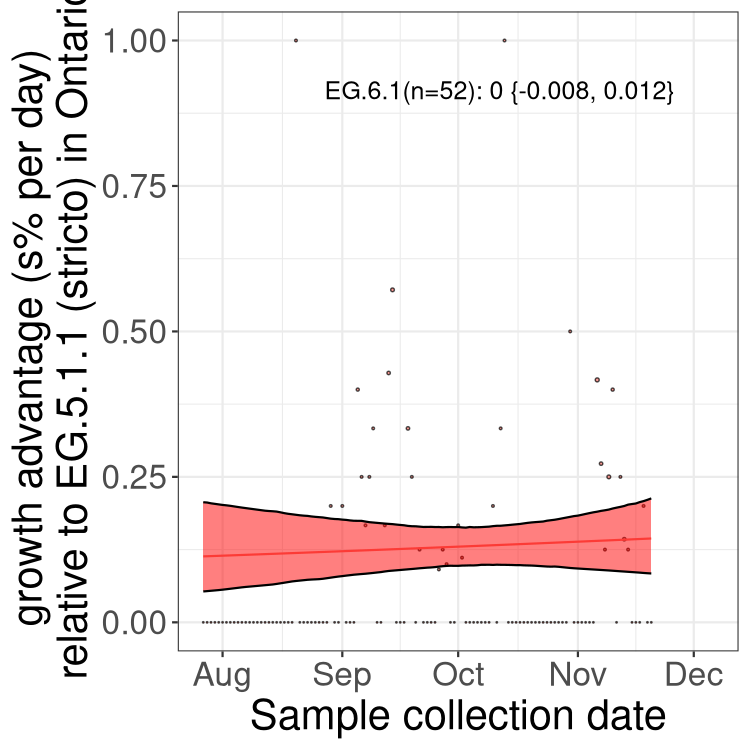 growth advantage (s% per day)
relative to EG.5.1.1 (stricto) in Ontario
1.00
0.75
0.50
0.25
0.00
EG.6.1(n=52): 0 {-0.008, 0.012}
Aug Sep Oct Nov Dec
Sample collection date